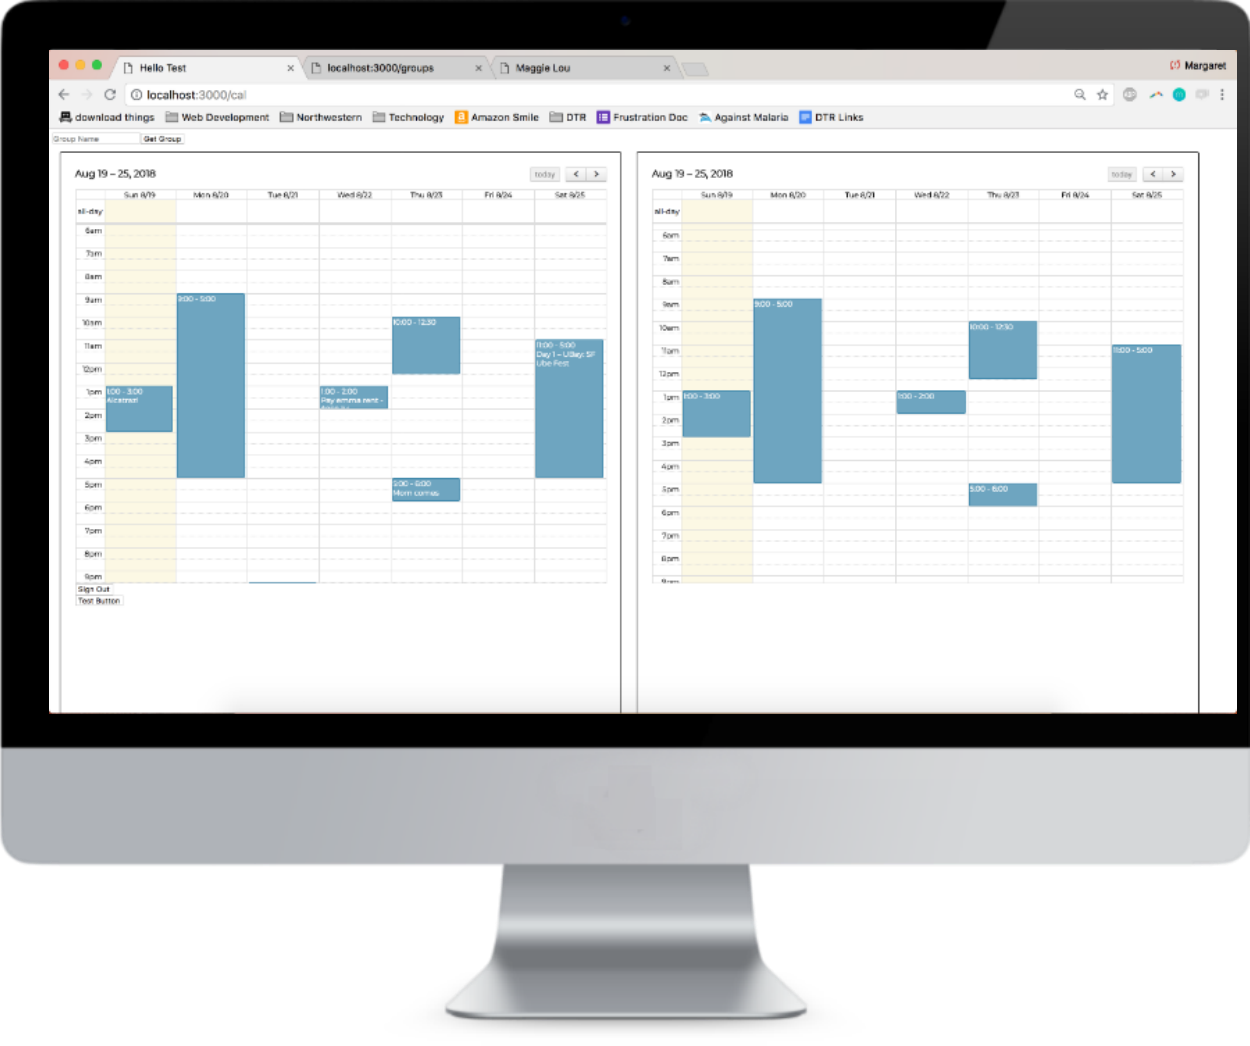 Hello Test
localhost:3000/groups
Maggie Lou
Margaret
localhost:3000/cal
download things Web Development Northwestern Technology Amazon Smile DTR Frustration Doc Against Malaria DTR Links
Group Name Get Group
Aug 19 – 25, 2018
today
Sun 8/19 Mon 8/20 Tue 8/21 Wed 8/22 Thu 8/23 Fri 8/24 Sat 8/25
all-day
6am
7am
8am
9am
9:00 - 5:00
10am
10:00 - 12:30
11am
11:00 - 5:00
Day 1 – UBay: SF
Ube Fest
12pm
1pm
1:00 - 3:00
Alcatraz!
1:00 - 2:00
Pay emma rent -
2pm
3pm
4pm
5pm
5:00 - 6:00
Mom comes
6pm
7pm
8pm
9pm
Sign Out
Test Button
Aug 19 – 25, 2018
today
Sun 8/19 Mon 8/20 Tue 8/21 Wed 8/22 Thu 8/23 Fri 8/24 Sat 8/25
all-day
6am
7am
8am
9am
9:00 - 5:00
10am
10:00 - 12:30
11am
11:00 - 5:00
12pm
1pm
1:00 - 3:00
1:00 - 2:00
2pm
3pm
4pm
5pm
5:00 - 6:00
6pm
7pm
8pm
9pm